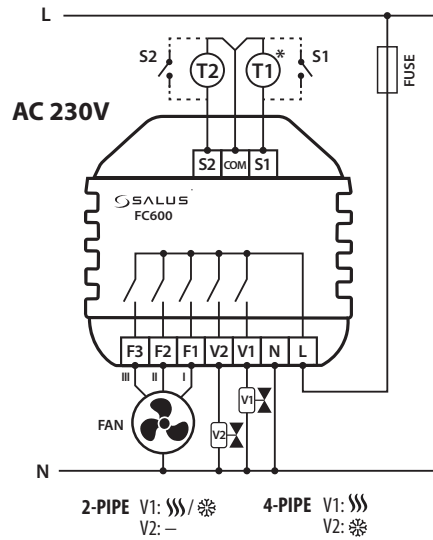 L
S2 T2 T1 * S1
FUSE
AC 230V
S2 COM S1
SALUS
FC600
F3 F2 F1 V2 V1 N L
III II I
FAN
V1
V2
N
2-PIPE V1: /
V2: –
4-PIPE V1:
V2: